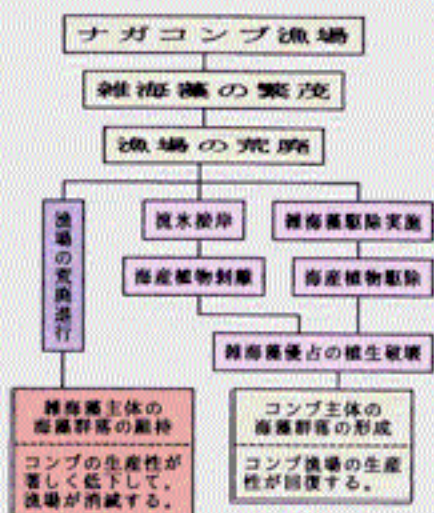 ナガコンブ漁場
雑海藻の繁茂
漁場の荒廃
漁場の荒廃進行
流氷接岸
雑海藻駆除実施
海産植物剥離
海産植物駆除
雑海藻優占の植生破壊
雑海藻主体の
海藻群落の維持
コンブの生産性が
著しく低下して、
漁場が消滅する。
コンブ主体の
海藻群落の形成
コンブ漁場の生産
性が回復する。